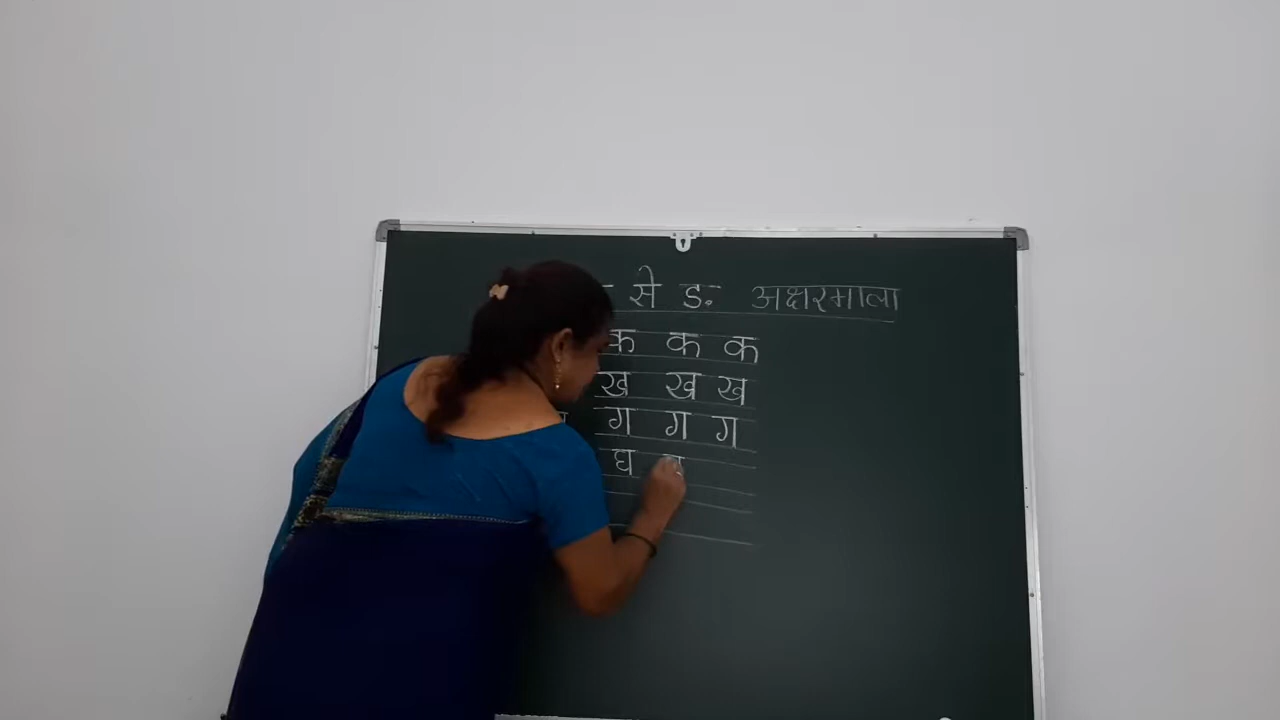 से ङ अक्षरमाला
क क क
ख ख ख
ग ग ग
घ